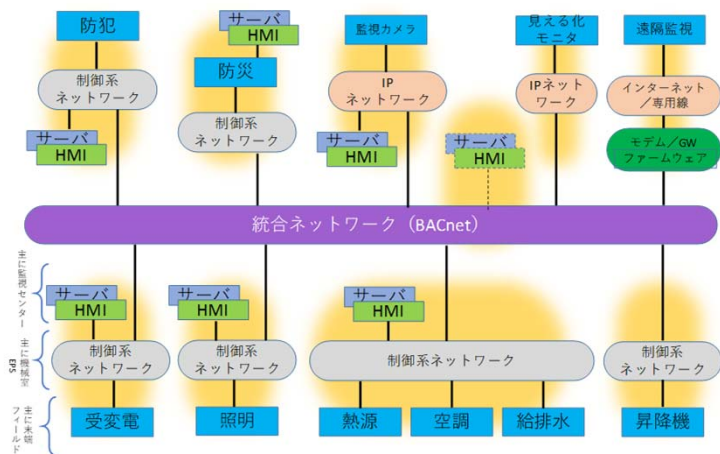 防犯
制御系
ネットワーク
サーバ
HMI
サーバ
HMI
防災
制御系
ネットワーク
監視カメラ
IP
ネットワーク
サーバ
HMI
サーバ
HMI
見える化
モニタ
IPネット
ワーク
遠隔監視
インターネット
／専用線
モデム／GW
ファームウェア
統合ネットワーク（BACnet）
主に監視センター
サーバ
HMI
サーバ
HMI
サーバ
HMI
主に機械室
EPS
制御系
ネットワーク
制御系
ネットワーク
制御系ネットワーク
制御系
ネットワーク
主に末端
フィールド
受変電
照明
熱源
空調
給排水
昇降機